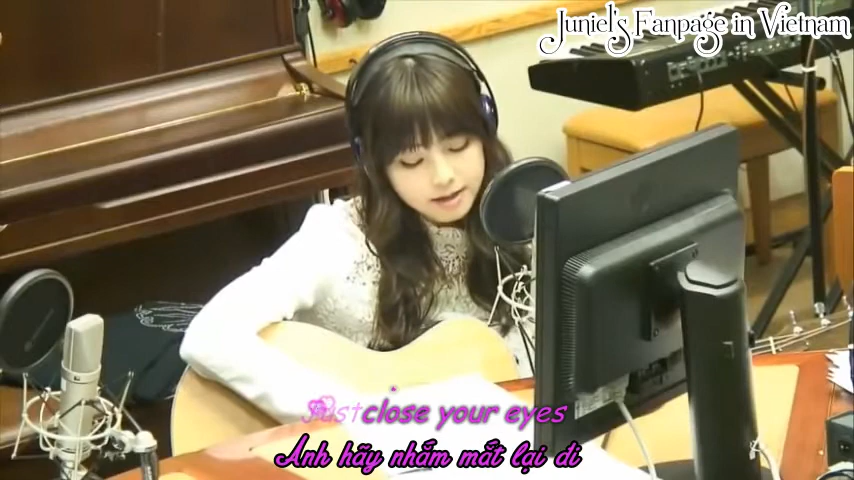 Juniel's Fanpage in Vietnam
Just close your eyes
Anh hãy nhắm mắt lại đi